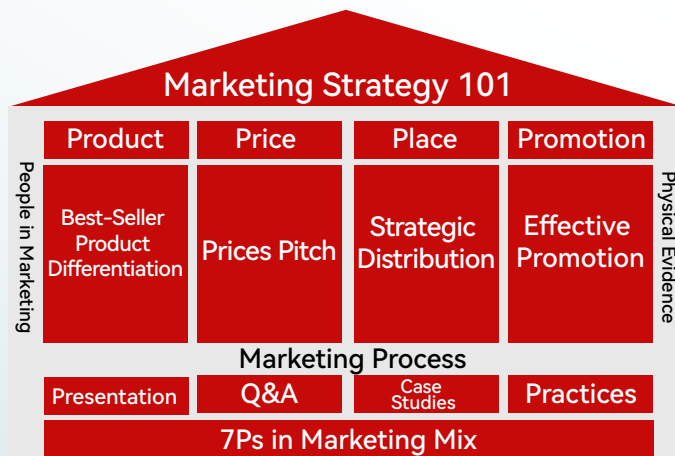 Marketing Strategy 101
Product
Price
Place
Promotion
People in Marketing
Best-Seller
Product
Differentiation
Prices Pitch
Strategic
Distribution
Effective
Promotion
Physical Evidence
Marketing Process
Presentation
Q&A
Case
Studies
Practices
7Ps in Marketing Mix